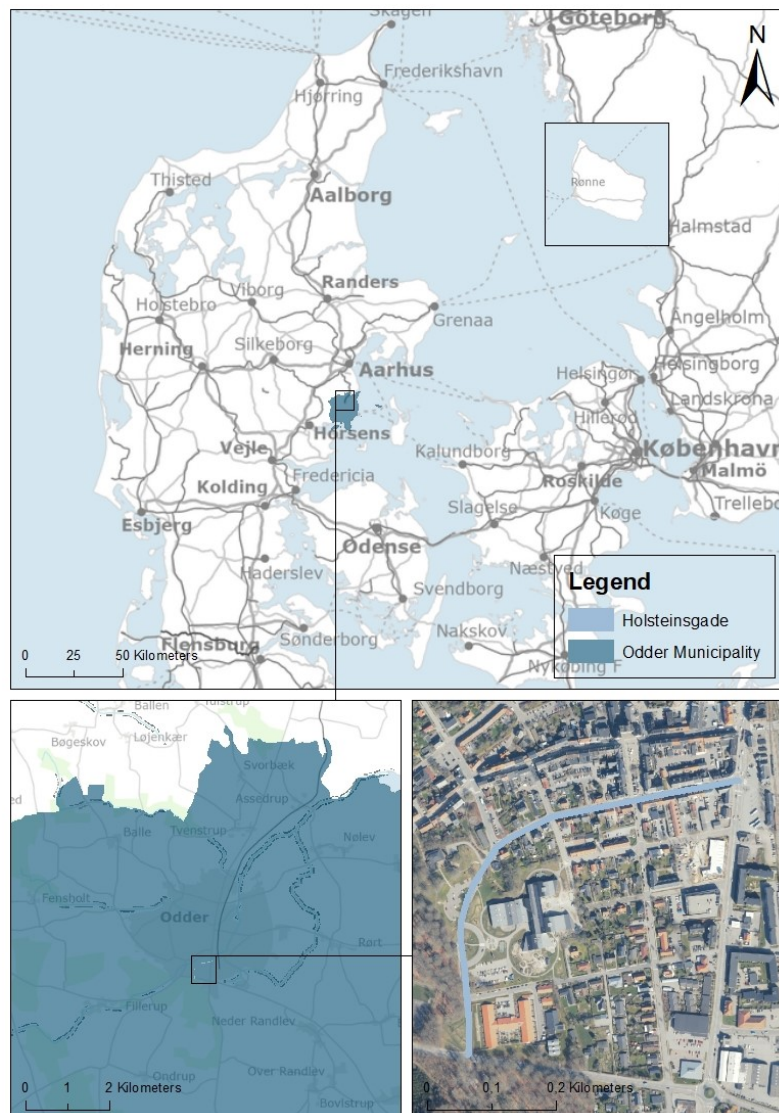 Skagen
Göteborg
N
Frederikshavn
Hjørring
Rønne
Thisted
Aalborg
Halmstad
Randers
Viborg
Holstebro
Grenaa
Ängelholm
Silkeborg
Herning
Aarhus
Helsingør
Helsingborg
Hillerød
Landskrona
Horsens
Vejle
Kalundborg
København
Fredericia
Roskilde
Malmö
Kolding
Slagelse
Køge
Trellebo
Esbjerg
Odense
Næstved
Haderslev
Svendborg
Legend
Holsteinsgade
Odder Municipality
Nakskov
Sønderborg
Flensburg
Nykøbing F
0 25 50 Kilometers
Ballen
Bøgeskov
Løjenkær
Svorbæk
Assedrup
Balle
Tvenstrup
Nølev
Fensholt
Odder
Rørt
Fillerup
Neder Randlev
Ondrup
Over Randlev
Bovstrup
0 1 2 Kilometers
0 0,1 0,2 Kilometers